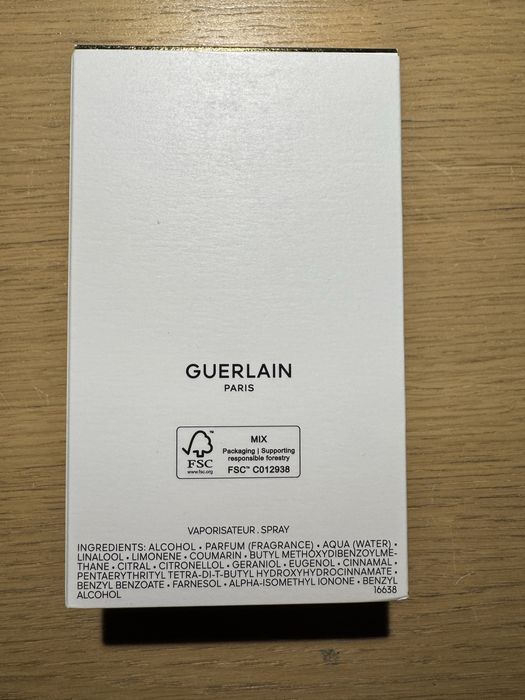 GUERLAIN
PARIS
FSC™
www.fsc.org
MIX
Packaging | Supporting
responsible forestry
FSC™ C012938
VAPORISATEUR . SPRAY
INGREDIENTS: ALCOHOL • PARFUM (FRAGRANCE) • AQUA (WATER) •
LINALOOL • LIMONENE • COUMARIN • BUTYL METHOXYDIBENZOYLME-
THANE • CITRAL • CITRONELLOL • GERANIOL • EUGENOL • CINNAMAL •
PENTAERYTHRITYL TETRA-DI-T-BUTYL HYDROXYHYDROCINNAMATE •
BENZYL BENZOATE • FARNESOL • ALPHA-ISOMETHYL IONONE • BENZYL
ALCOHOL 16638